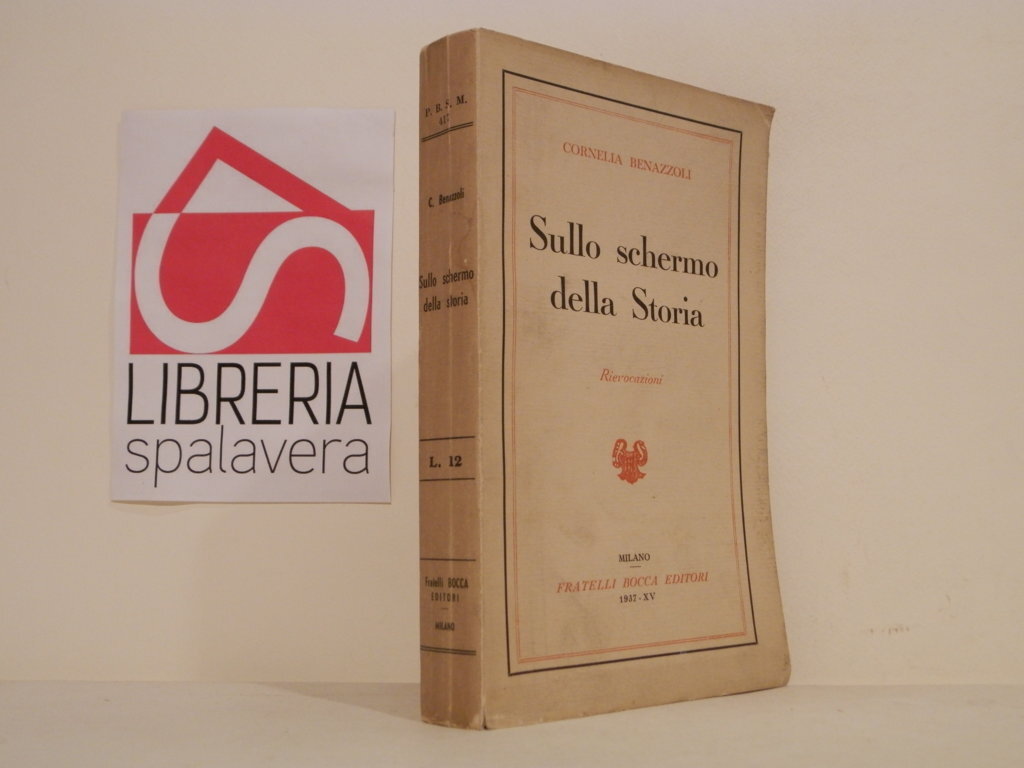 LIBRERIA
spalavera
P. B. S. M.
C. Benazzoli
Sullo schermo
della storia
L. 12
Fratelli BOCCA
EDITORI
MILANO
CORNELIA BENAZZOLI
Sullo schermo
della Storia
Rievocazioni
MILANO
FRATELLI BOCCA EDITORI
1937 - XV